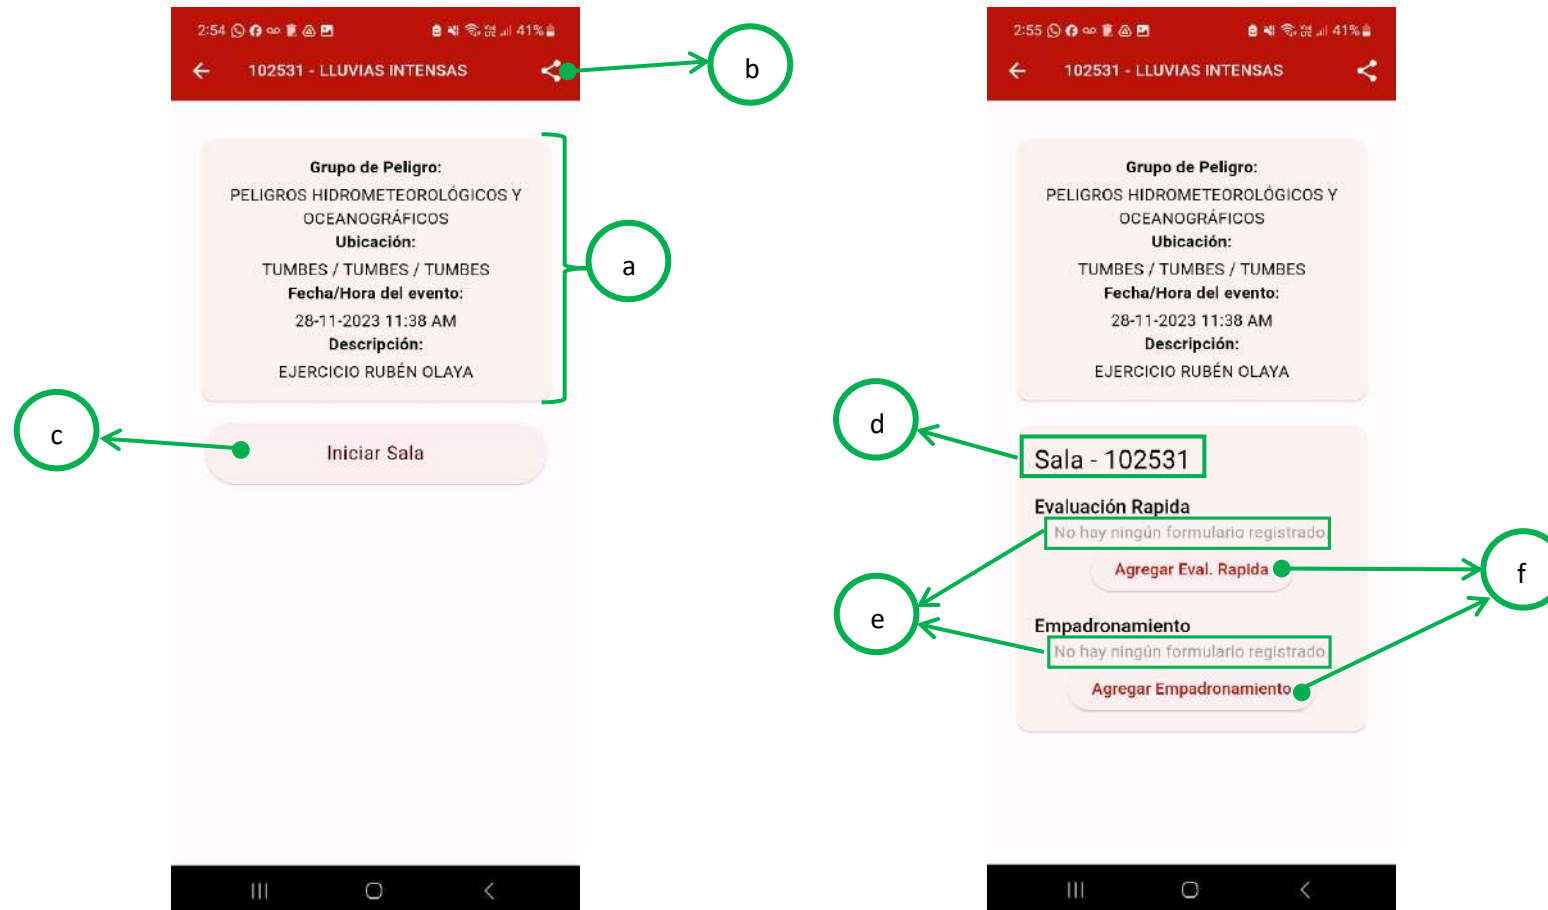 2:54
41%
102531 - LLUVIAS INTENSAS
b
Grupo de Peligro:
PELIGROS HIDROMETEOROLÓGICOS Y
OCEANOGRÁFICOS
Ubicación:
TUMBES / TUMBES / TUMBES
Fecha/Hora del evento:
28-11-2023 11:38 AM
Descripción:
EJERCICIO RUBÉN OLAYA
a
c
Iniciar Sala
2:55
41%
102531 - LLUVIAS INTENSAS
Grupo de Peligro:
PELIGROS HIDROMETEOROLÓGICOS Y
OCEANOGRÁFICOS
Ubicación:
TUMBES / TUMBES / TUMBES
Fecha/Hora del evento:
28-11-2023 11:38 AM
Descripción:
EJERCICIO RUBÉN OLAYA
d
Sala - 102531
Evaluación Rapida
No hay ningún formulario registrado.
Agregar Eval. Rapida
f
e
Empadronamiento
No hay ningún formulario registrado.
Agregar Empadronamiento